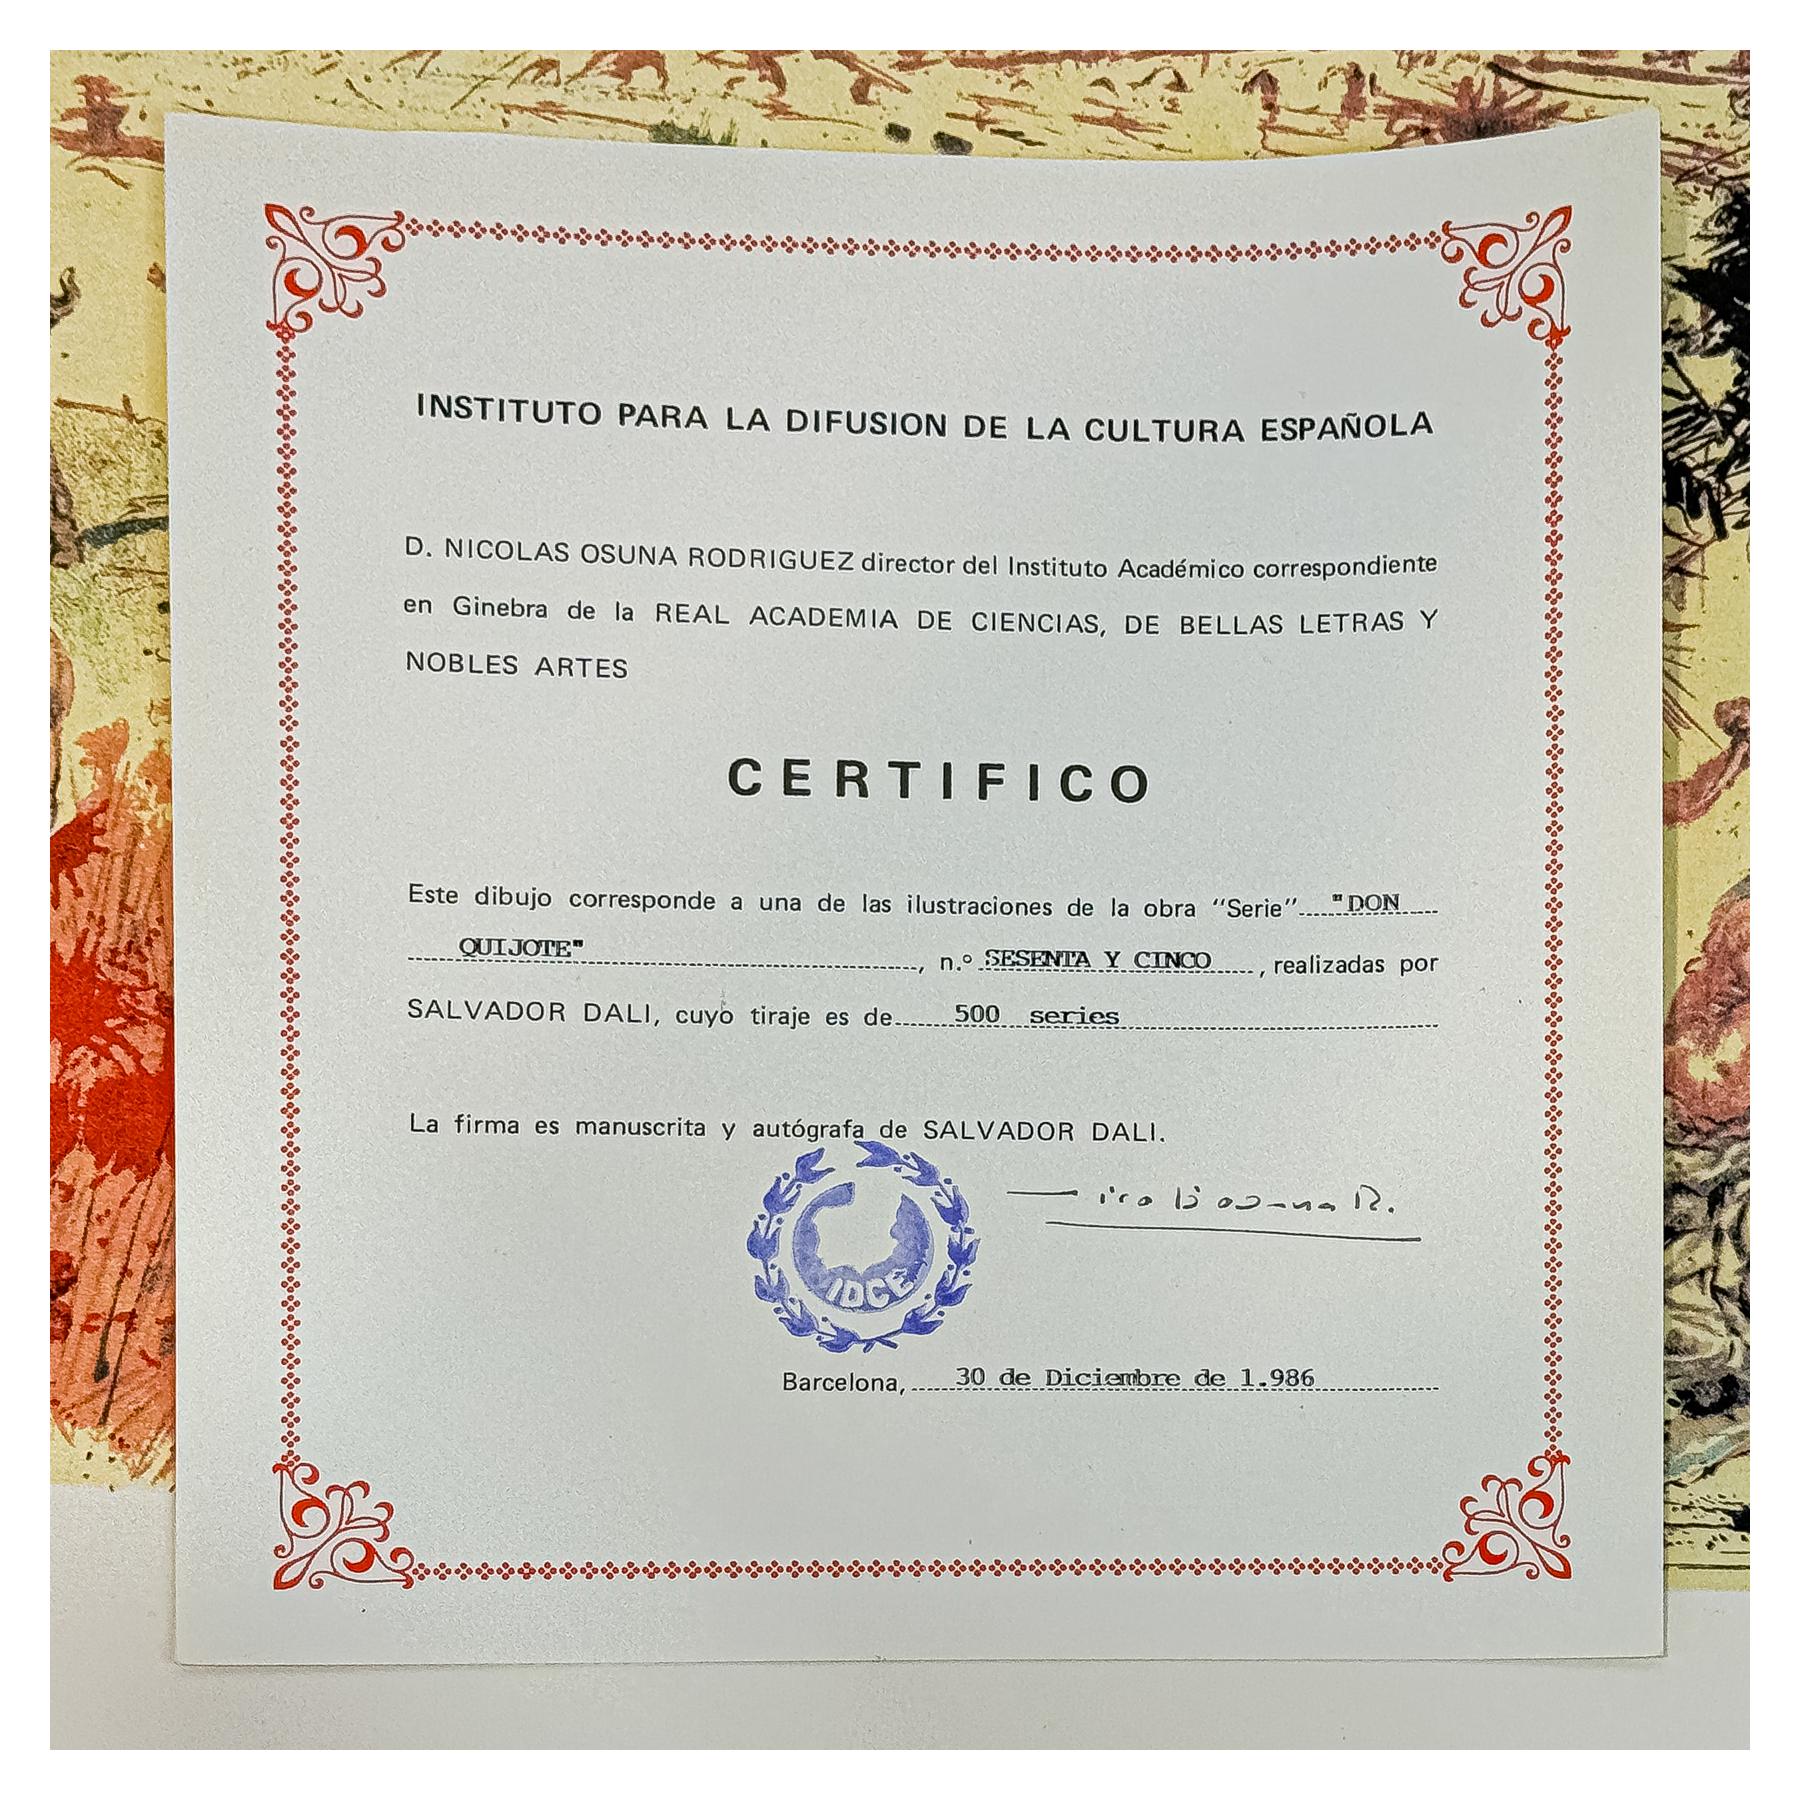 INSTITUTO PARA LA DIFUSION DE LA CULTURA ESPAÑOLA
D. NICOLAS OSUNA RODRIGUEZ director del Instituto Académico correspondiente
en Ginebra de la REAL ACADEMIA DE CIENCIAS, DE BELLAS LETRAS Y
NOBLES ARTES
CERTIFICO
Este dibujo corresponde a una de las ilustraciones de la obra "Serie" "DON
QUIJOTE", n.º SESENTA Y CINCO, realizadas por
SALVADOR DALI, cuyo tiraje es de 500 series
La firma es manuscrita y autógrafa de SALVADOR DALI.
IDCE
Barcelona, 30 de Diciembre de 1.986